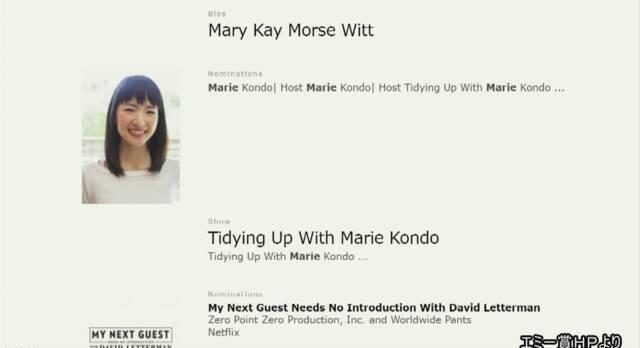 Bios
Mary Kay Morse Witt
Nominations
Marie Kondo| Host Marie Kondo| Host Tidying Up With Marie Kondo ...
Show
Tidying Up With Marie Kondo
Tidying Up With Marie Kondo ...
Nominations
My Next Guest Needs No Introduction With David Letterman
Zero Point Zero Production, Inc. and Worldwide Pants
Netflix
MY NEXT GUEST
NEEDS NO INTRODUCTION
DAVID LETTERMAN
エミー賞HPより